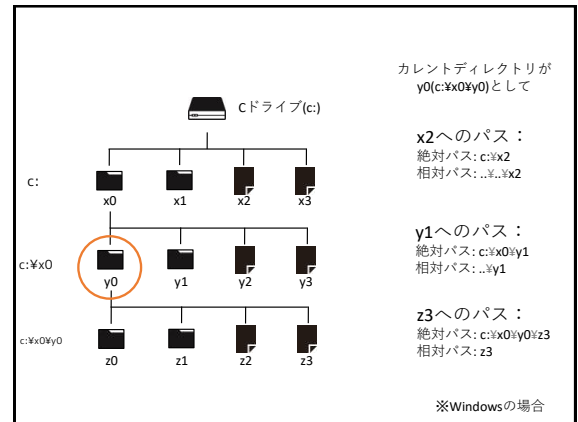 カレントディレクトリが
y0(c:¥x0¥y0)として
Cドライブ(c:)
c:
x0 x1 x2 x3
x2へのパス：
絶対パス: c:¥x2
相対パス: ..¥..¥x2
c:¥x0
y0 y1 y2 y3
y1へのパス：
絶対パス: c:¥x0¥y1
相対パス: ..¥y1
c:¥x0¥y0
z0 z1 z2 z3
z3へのパス：
絶対パス: c:¥x0¥y0¥z3
相対パス: z3
※Windowsの場合